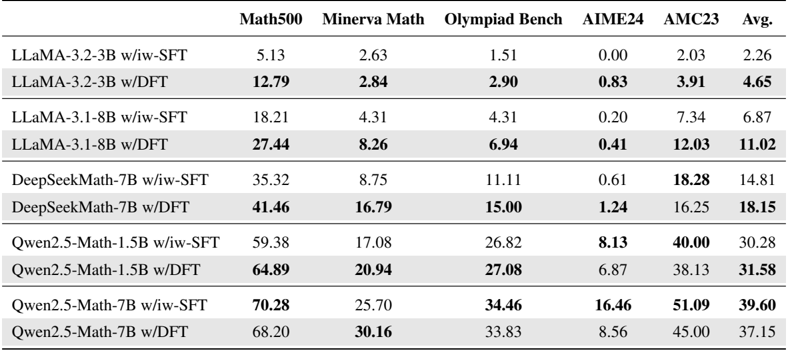 Math500 Minerva Math Olympiad Bench AIME24 AMC23 Avg.
LLaMA-3.2-3B w/iw-SFT 5.13 2.63 1.51 0.00 2.03 2.26
LLaMA-3.2-3B w/DFT 12.79 2.84 2.90 0.83 3.91 4.65
LLaMA-3.1-8B w/iw-SFT 18.21 4.31 4.31 0.20 7.34 6.87
LLaMA-3.1-8B w/DFT 27.44 8.26 6.94 0.41 12.03 11.02
DeepSeekMath-7B w/iw-SFT 35.32 8.75 11.11 0.61 18.28 14.81
DeepSeekMath-7B w/DFT 41.46 16.79 15.00 1.24 16.25 18.15
Qwen2.5-Math-1.5B w/iw-SFT 59.38 17.08 26.82 8.13 40.00 30.28
Qwen2.5-Math-1.5B w/DFT 64.89 20.94 27.08 6.87 38.13 31.58
Qwen2.5-Math-7B w/iw-SFT 70.28 25.70 34.46 16.46 51.09 39.60
Qwen2.5-Math-7B w/DFT 68.20 30.16 33.83 8.56 45.00 37.15